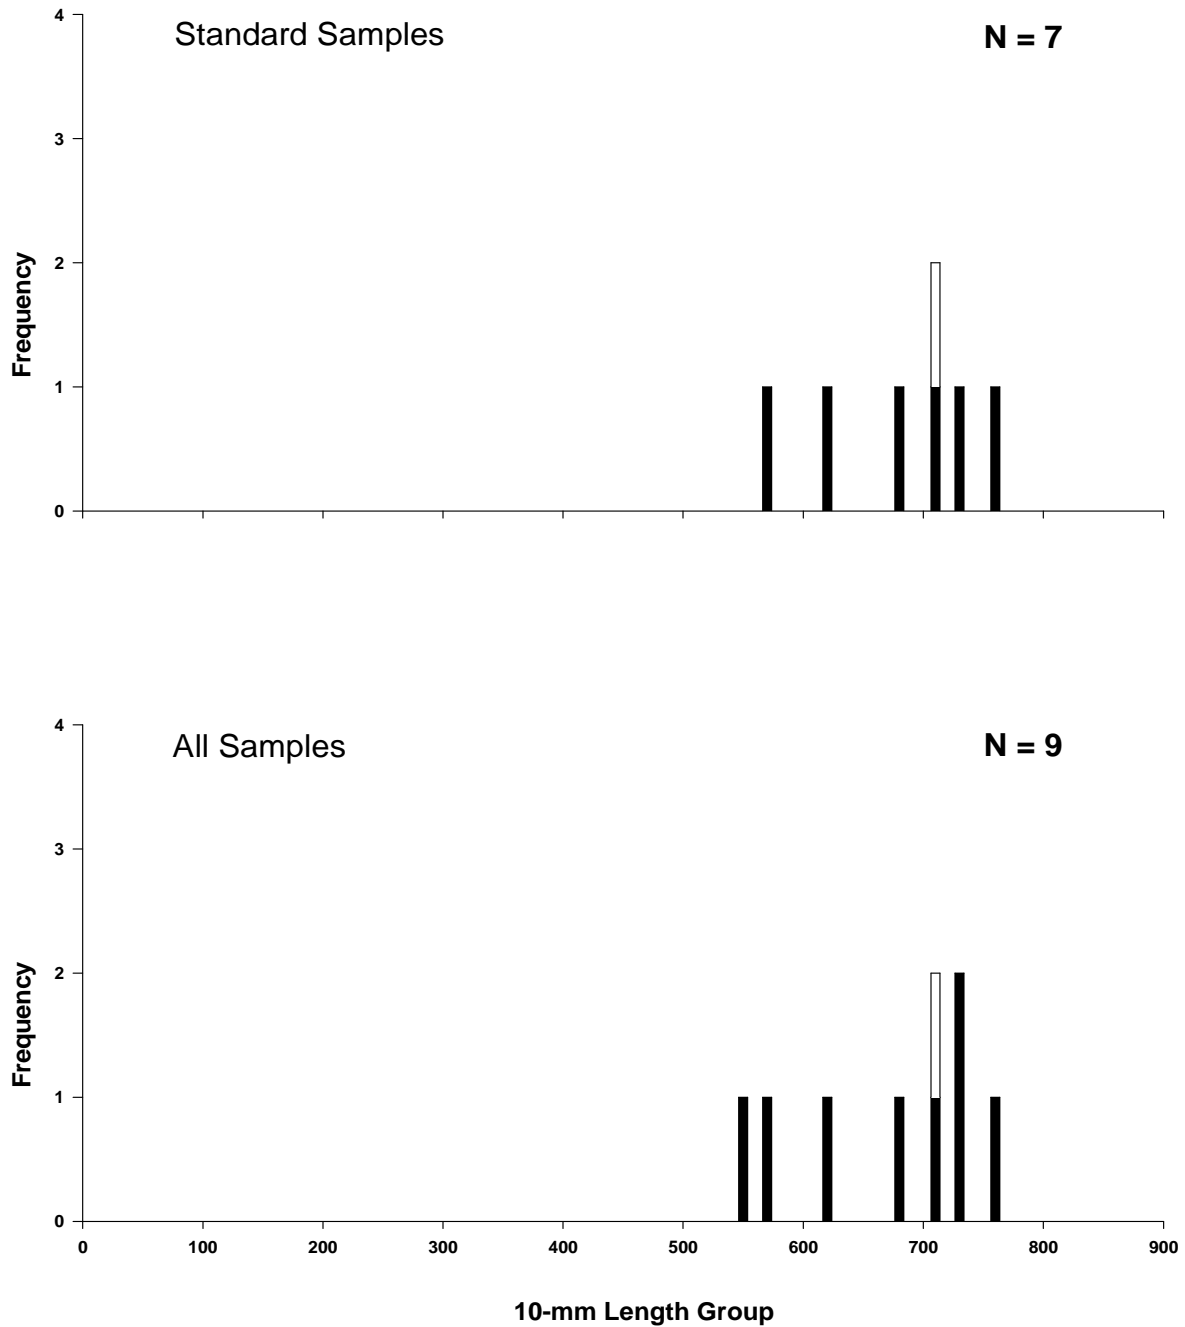 Standard Samples
N = 7
4
3
2
1
0
Frequency
All Samples
N = 9
4
3
2
1
0
Frequency
0 100 200 300 400 500 600 700 800 900
10-mm Length Group